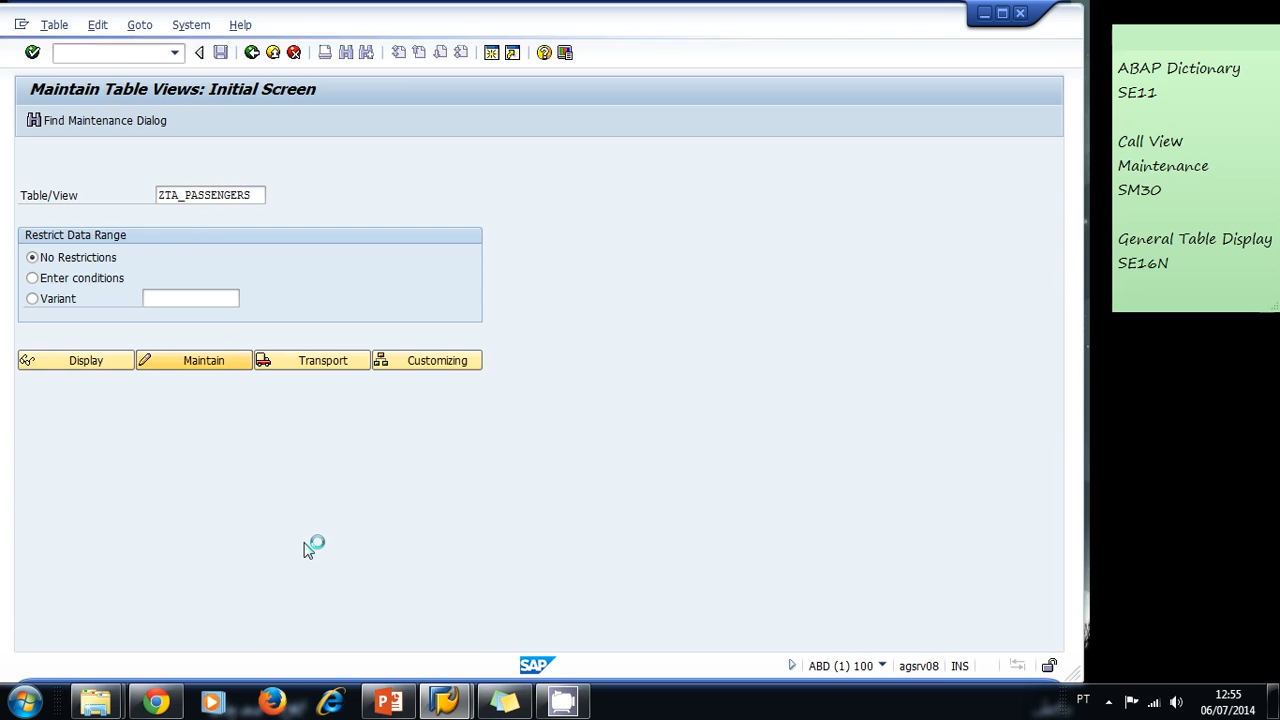 Table Edit Goto System Help
Maintain Table Views: Initial Screen
Find Maintenance Dialog
Table/View ZTA_PASSENGERS
Restrict Data Range
No Restrictions
Enter conditions
Variant
Display Maintain Transport Customizing
SAP
ABD (1) 100 agsrv08 INS
PT
12:55
06/07/2014
ABAP Dictionary
SE11
Call View
Maintenance
SM30
General Table Display
SE16N